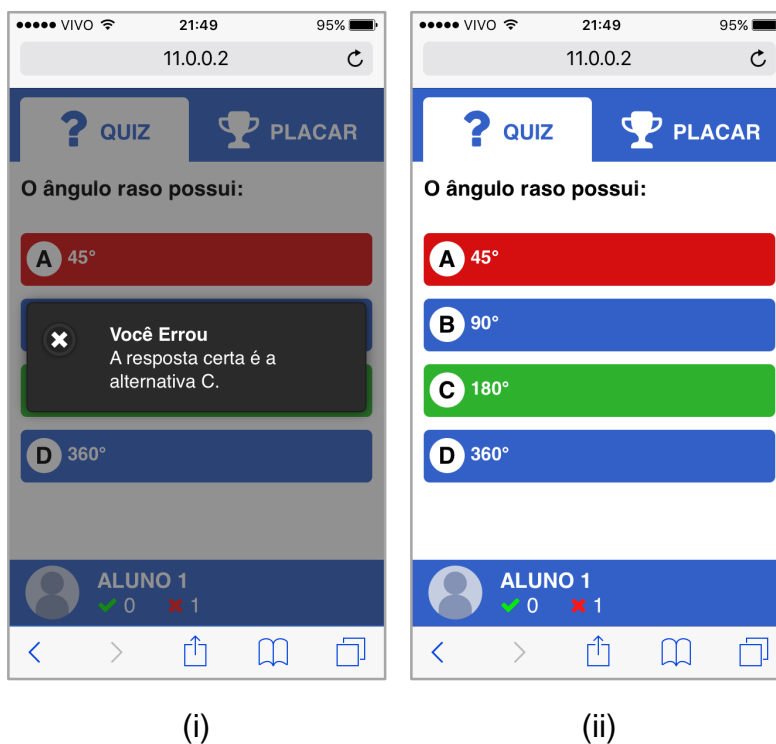 VIVO 21:49 95%
11.0.0.2
? QUIZ PLACAR
O ângulo raso possui:
A 45°
Você Errou
A resposta certa é a
alternativa C.
D 360°
ALUNO 1
0 1
(i)
VIVO 21:49 95%
11.0.0.2
? QUIZ PLACAR
O ângulo raso possui:
A 45°
B 90°
C 180°
D 360°
ALUNO 1
0 1
(ii)